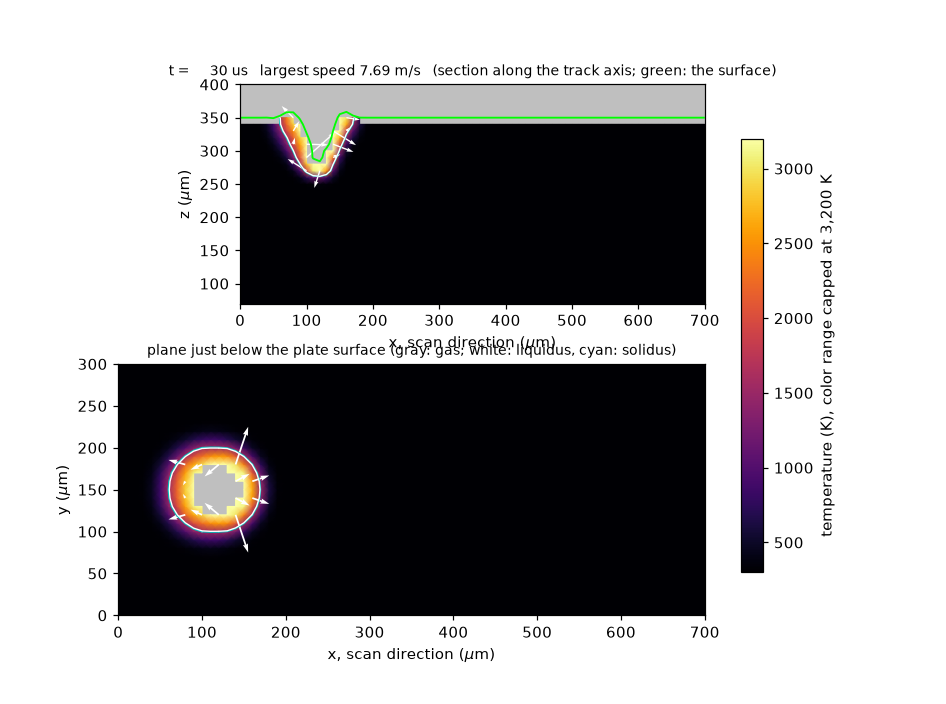 t =     30 us   largest speed 7.69 m/s   (section along the track axis; green: the surface)
400
350
300
250
200
150
100
z (μm)
0 100 200 300 400 500 600 700
x, scan direction (μm)
plane just below the plate surface (gray: gas; white: liquidus, cyan: solidus)
300
250
200
150
100
50
0
y (μm)
0 100 200 300 400 500 600 700
x, scan direction (μm)
3000
2500
2000
1500
1000
500
temperature (K), color range capped at 3,200 K